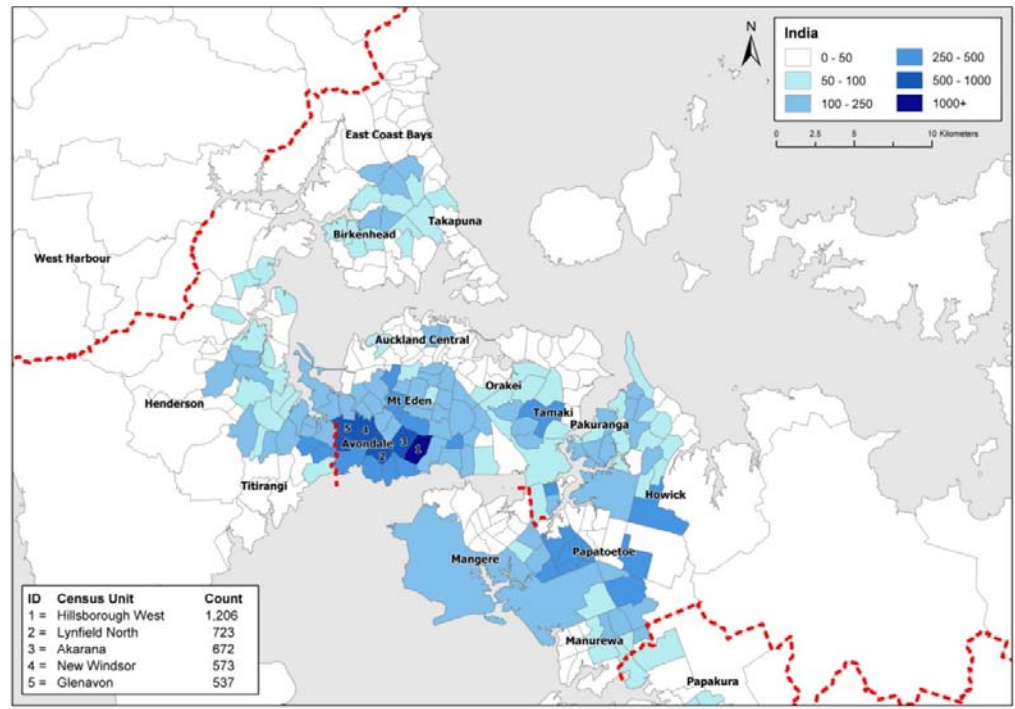 N
India
0 - 50
250 - 500
50 - 100
500 - 1000
100 - 250
1000+
0 2.5 5 10 Kilometers
East Coast Bays
Takapuna
Birkenhead
West Harbour
Auckland Central
Orakei
Mt Eden
Henderson
Tamaki
Pakuranga
5 4
Avondale 3
1
2
Titirangi
Howick
Papatoetoe
Mangere
Manurewa
Papakura
ID Census Unit Count
1 = Hillsborough West 1,206
2 = Lynfield North 723
3 = Akarana 672
4 = New Windsor 573
5 = Glenavon 537